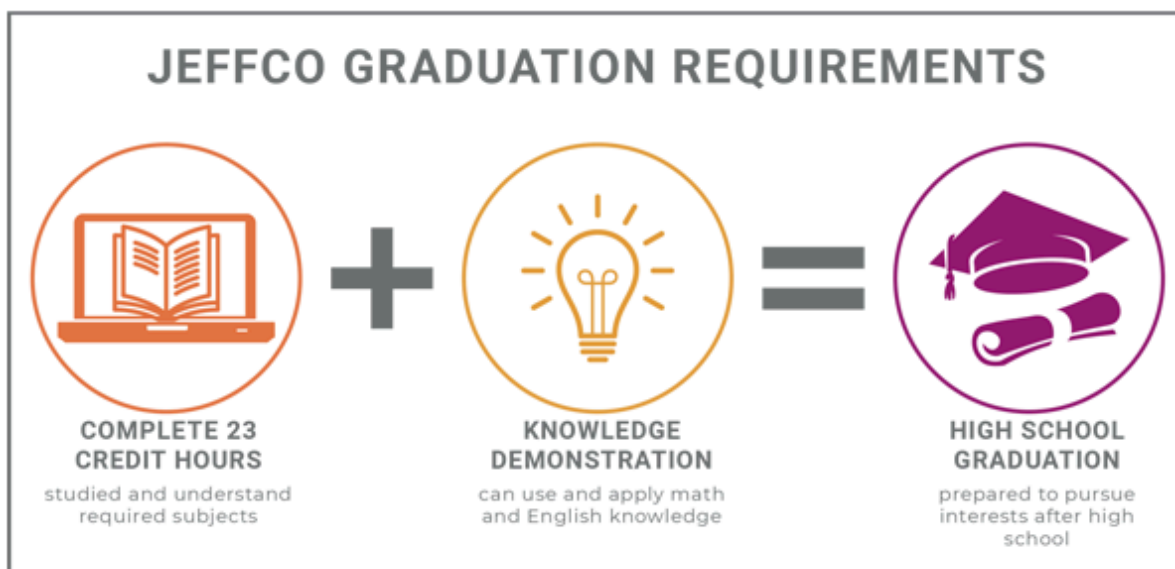 JEFFCO GRADUATION REQUIREMENTS
COMPLETE 23
CREDIT HOURS
studied and understand
required subjects
KNOWLEDGE
DEMONSTRATION
can use and apply math
and English knowledge
HIGH SCHOOL
GRADUATION
prepared to pursue
interests after high
school